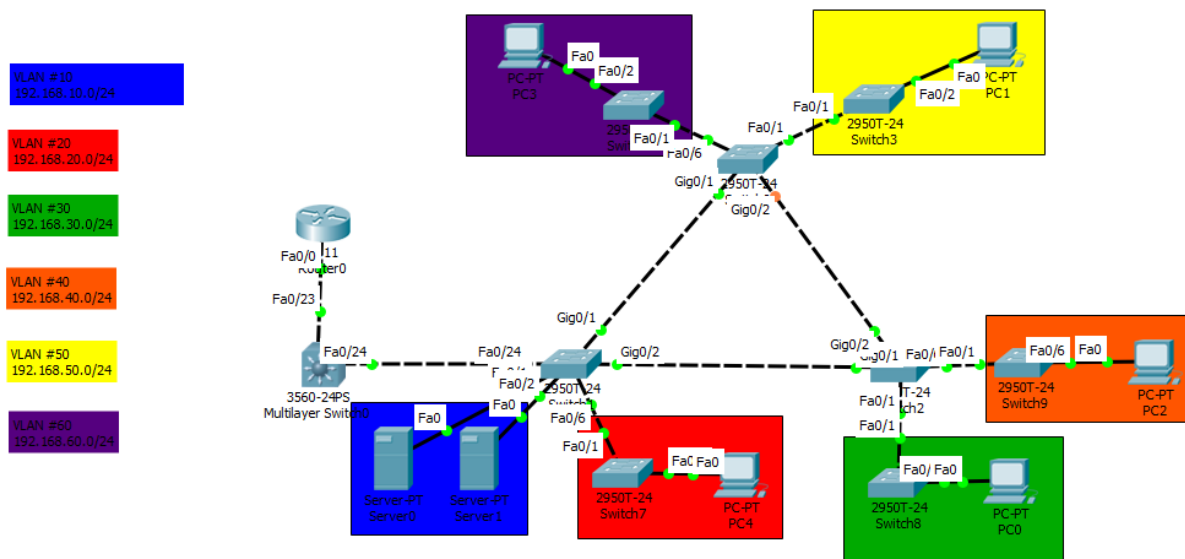 VLAN #10
192.168.10.0/24
VLAN #20
192.168.20.0/24
VLAN #30
192.168.30.0/24
VLAN #40
192.168.40.0/24
VLAN #50
192.168.50.0/24
VLAN #60
192.168.60.0/24
Fa0
Fa0/2
PC-PT
PC3
Fa0/1
Fa0/6
Fa0
PC-PT
PC1
Fa0/2
Fa0/1
2950T-24
Switch3
Fa0/1
2950T-24
Gig0/1
Gig0/2
11
Router0
Fa0/0
Fa0/23
Fa0/24
3560-24PS
Multilayer Switch0
Fa0/24
Gig0/1
Gig0/2
2950T-24
Fa0/2
Fa0
Fa0
Server-PT
Server0
Server-PT
Server1
Fa0/6
Fa0/1
2950T-24
Switch7
Fa0
PC-PT
PC4
Gig0/2
Gig0/1
Fa0/1
Fa0/1
Fa0/1
Fa0/6
Fa0
2950T-24
Switch9
PC-PT
PC2
Fa0
2950T-24
Switch8
PC-PT
PC0